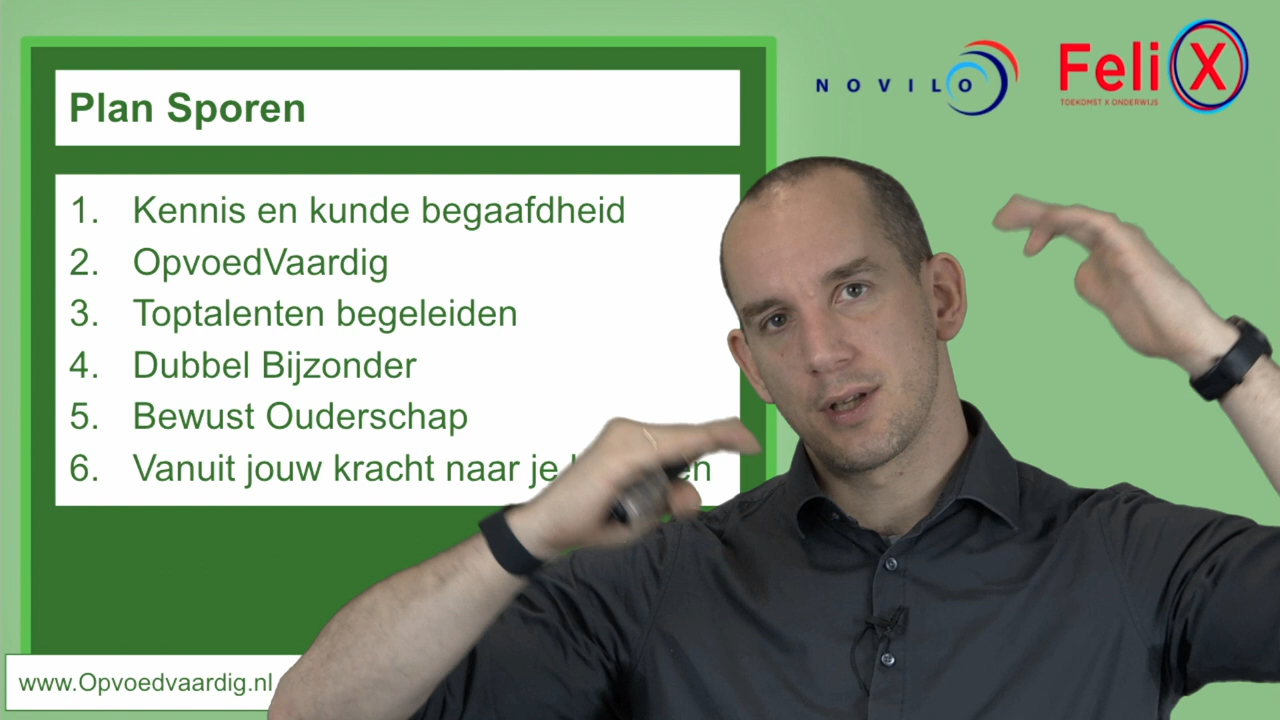 Plan Sporen
1. Kennis en kunde begaafdheid
2. OpvoedVaardig
3. Toptalenten begeleiden
4. Dubbel Bijzonder
5. Bewust Ouderschap
6. Vanuit jouw kracht naar je
www.Opvoedvaardig.nl
NOVILO
FeliX
TOEKOMST X ONDERWIJS